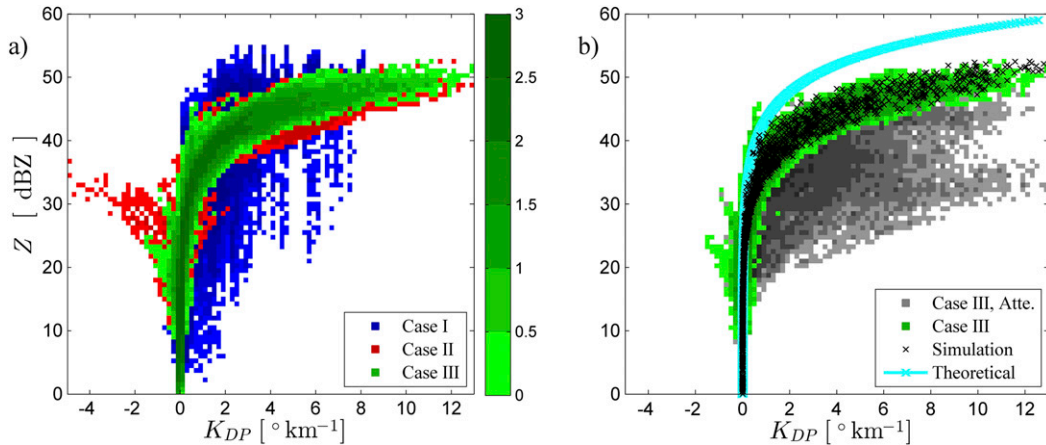 a)
60
50
40
30
20
10
0
Z [ dBZ]
-4 -2 0 2 4 6 8 10 12
K_DP [ ° km⁻¹]
Case I
Case II
Case III
3
2.5
2
1.5
1
0.5
0
b)
60
50
40
30
20
10
0
-4 -2 0 2 4 6 8 10 12
K_DP [ ° km⁻¹]
Case III, Atte.
Case III
Simulation
Theoretical